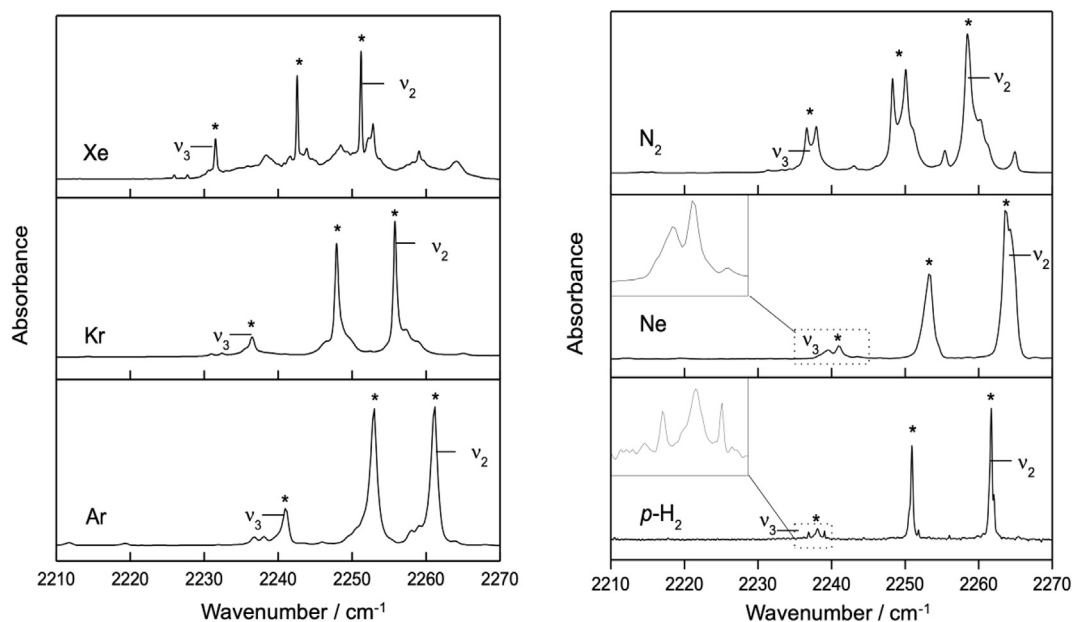 Xe
*
*
*
ν3
ν2
Kr
*
*
*
ν3
ν2
Ar
*
*
*
ν3
ν2
Absorbance
2210 2220 2230 2240 2250 2260 2270
Wavenumber / cm-1
N2
*
*
*
ν3
ν2
Ne
*
*
*
ν3
ν2
p-H2
*
*
*
ν3
ν2
Absorbance
2210 2220 2230 2240 2250 2260 2270
Wavenumber / cm-1